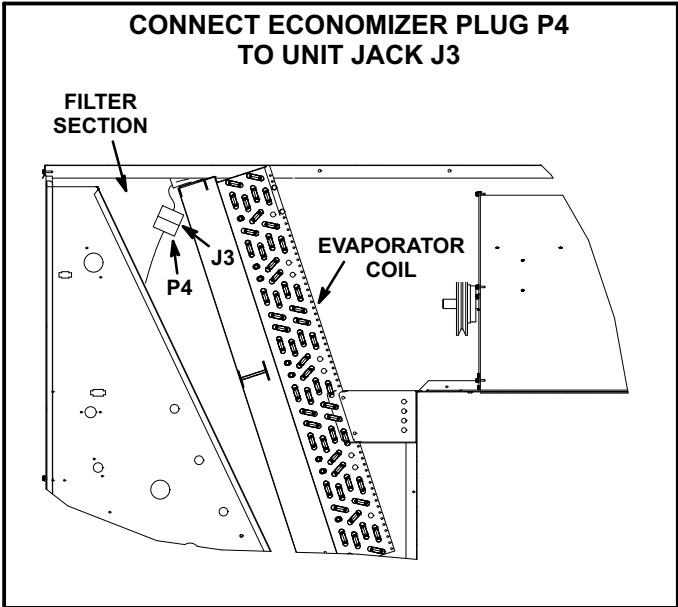 CONNECT ECONOMIZER PLUG P4
TO UNIT JACK J3
FILTER
SECTION
J3
P4
EVAPORATOR
COIL